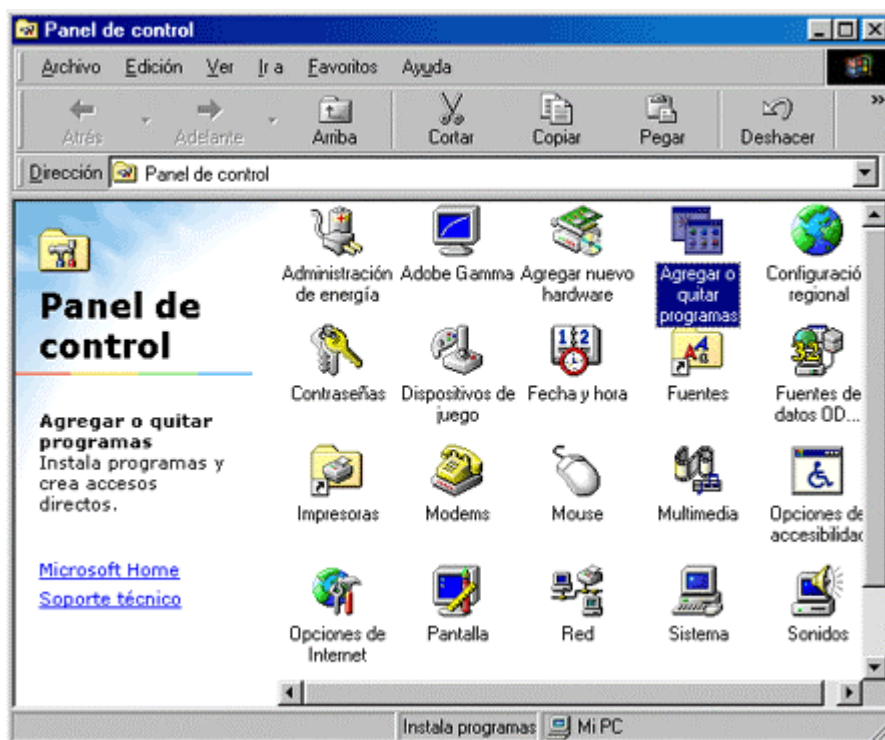 Panel de control
Archivo Edición Ver Ir a Favoritos Ayuda
Atrás Adelante Arriba Cortar Copiar Pegar Deshacer »
Dirección Panel de control
Panel de
control
Agregar o quitar
programas
Instala programas y
crea accesos
directos.
Microsoft Home
Soporte técnico
Administración
de energía
Adobe Gamma
Agregar nuevo
hardware
Agregar o
quitar
programas
Configuració
regional
Contraseñas
Dispositivos de
juego
Fecha y hora
Fuentes
Fuentes de
datos OD...
Impresoras
Modems
Mouse
Multimedia
Opciones de
accesibilidad
Opciones de
Internet
Pantalla
Red
Sistema
Sonidos
Instala programas Mi PC